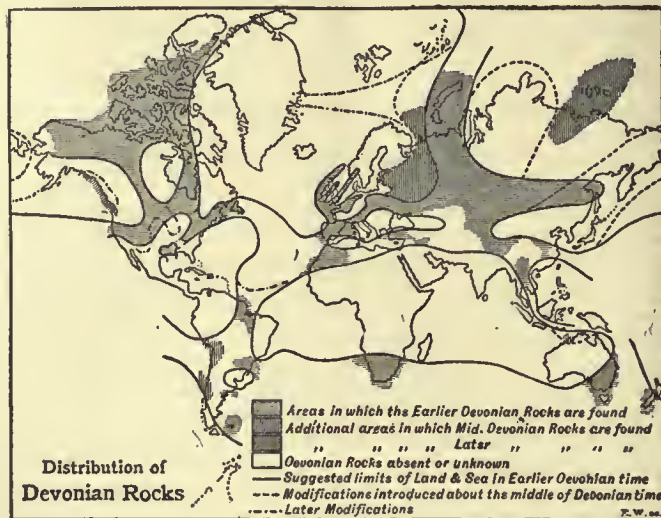 Areas in which the Earlier Devonian Rocks are found
Additional areas in which Mid. Devonian Rocks are found
" " " " Later " " " "
Devonian Rocks absent or unknown
Suggested limits of Land & Sea in Earlier Devonian time
Modifications introduced about the middle of Devonian time
Later Modifications
Distribution of
Devonian Rocks
E.W. sc.